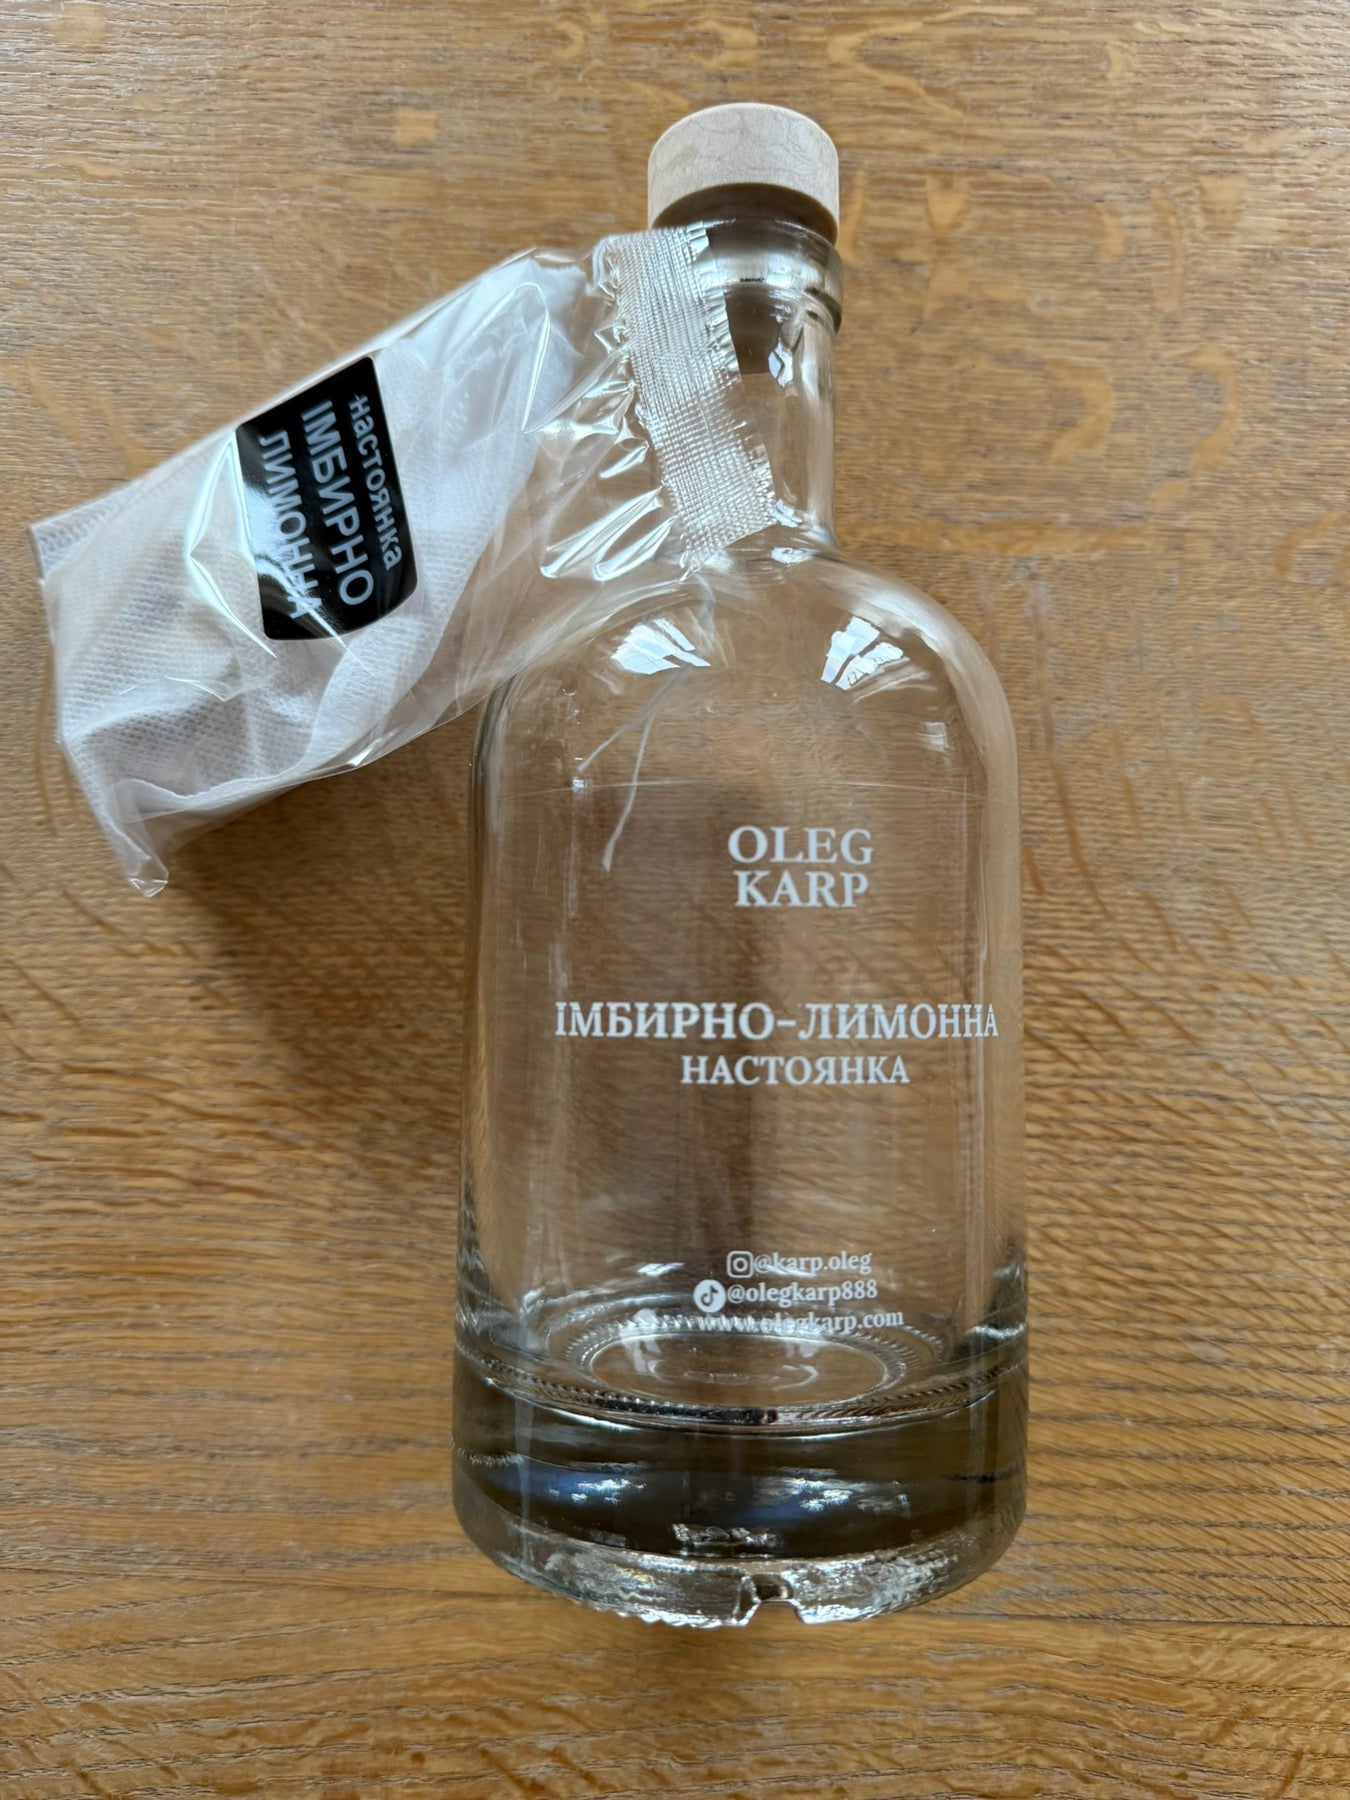 настоянка
ІМБИРНО
ЛИМОННА
OLEG
KARP
ІМБИРНО-ЛИМОННА
НАСТОЯНКА
@karp.oleg
@olegkarp888
www.olegkarp.com